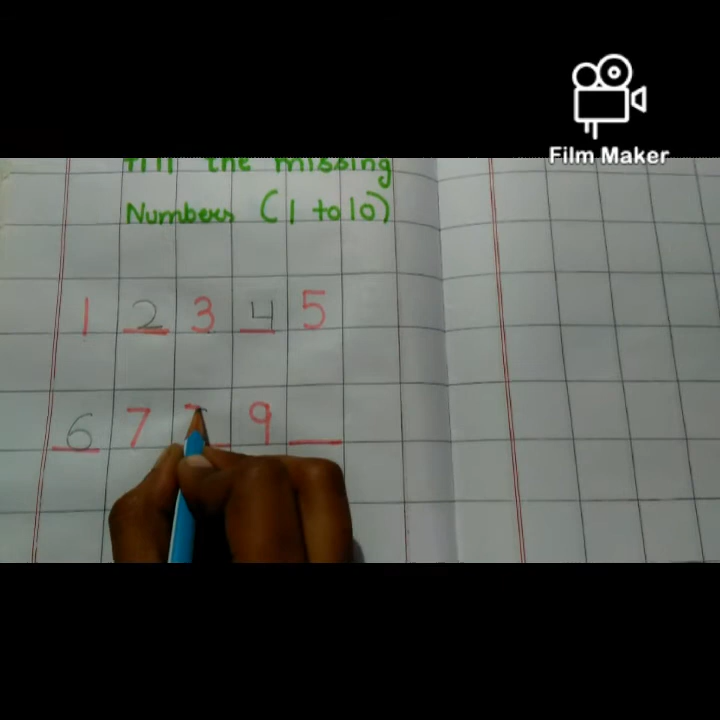 Film Maker
fill the missing
Numbers (1 to 10)
1 2 3 4 5
6 7 9